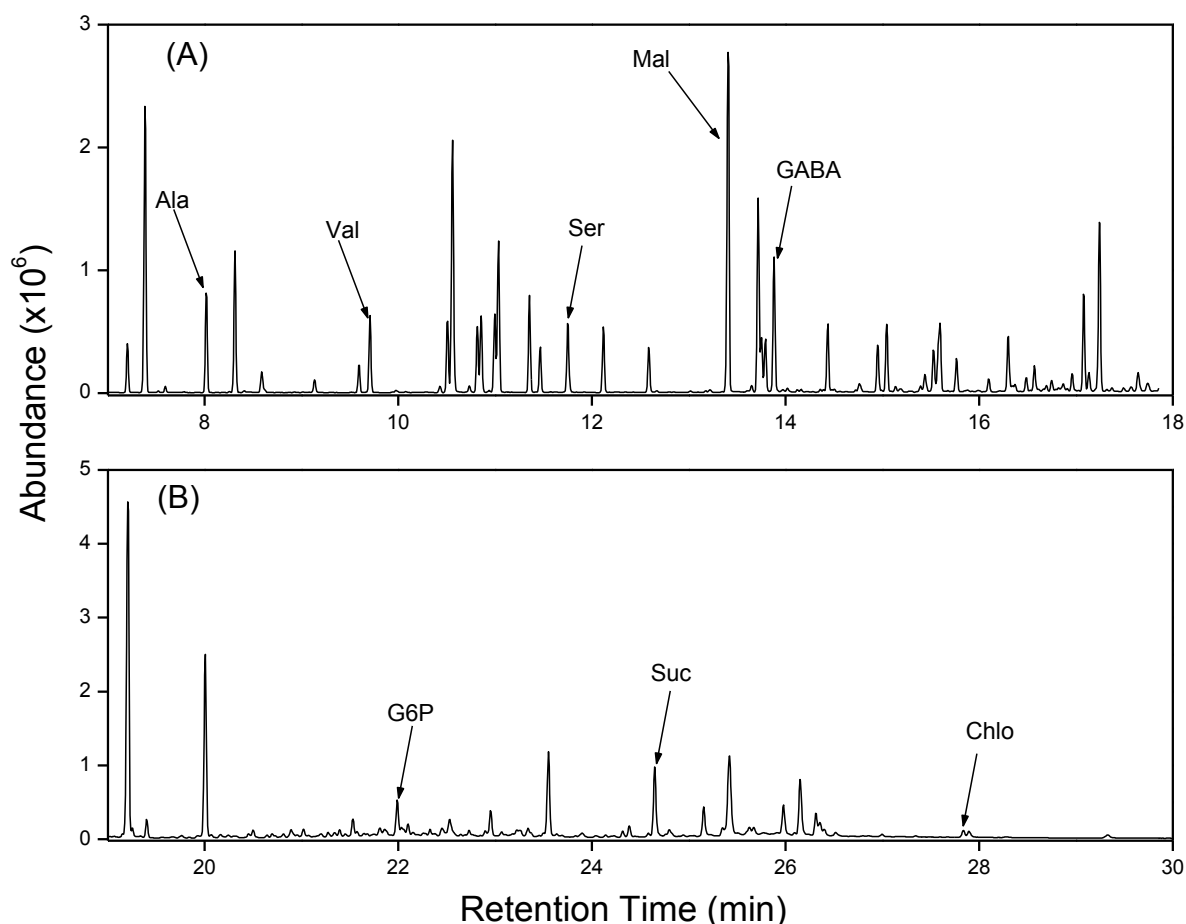 (A)
3
2
1
0
Ala
Val
Ser
Mal
GABA
8
10
12
14
16
18
Abundance (x10⁶)
(B)
5
4
3
2
1
0
G6P
Suc
Chlo
20
22
24
26
28
30
Retention Time (min)